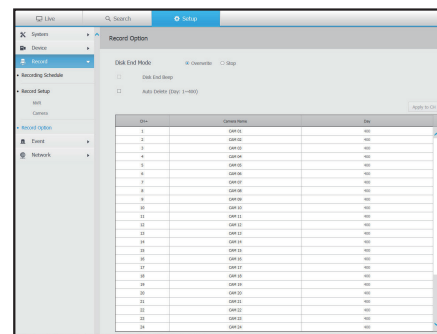 Live
Search
Setup
System
Device
Record
Recording Schedule
Record Setup
NVR
Camera
Record Option
Event
Network
Record Option
Disk End Mode
Overwrite
Stop
Disk End Beep
Auto Delete (Day: 1~400)
Apply to CH
CH
Camera Name
Day
1 CAM 01 400
2 CAM 02 400
3 CAM 03 400
4 CAM 04 400
5 CAM 05 400
6 CAM 06 400
7 CAM 07 400
8 CAM 08 400
9 CAM 09 400
10 CAM 10 400
11 CAM 11 400
12 CAM 12 400
13 CAM 13 400
14 CAM 14 400
15 CAM 15 400
16 CAM 16 400
17 CAM 17 400
18 CAM 18 400
19 CAM 19 400
20 CAM 20 400
21 CAM 21 400
22 CAM 22 400
23 CAM 23 400
24 CAM 24 400